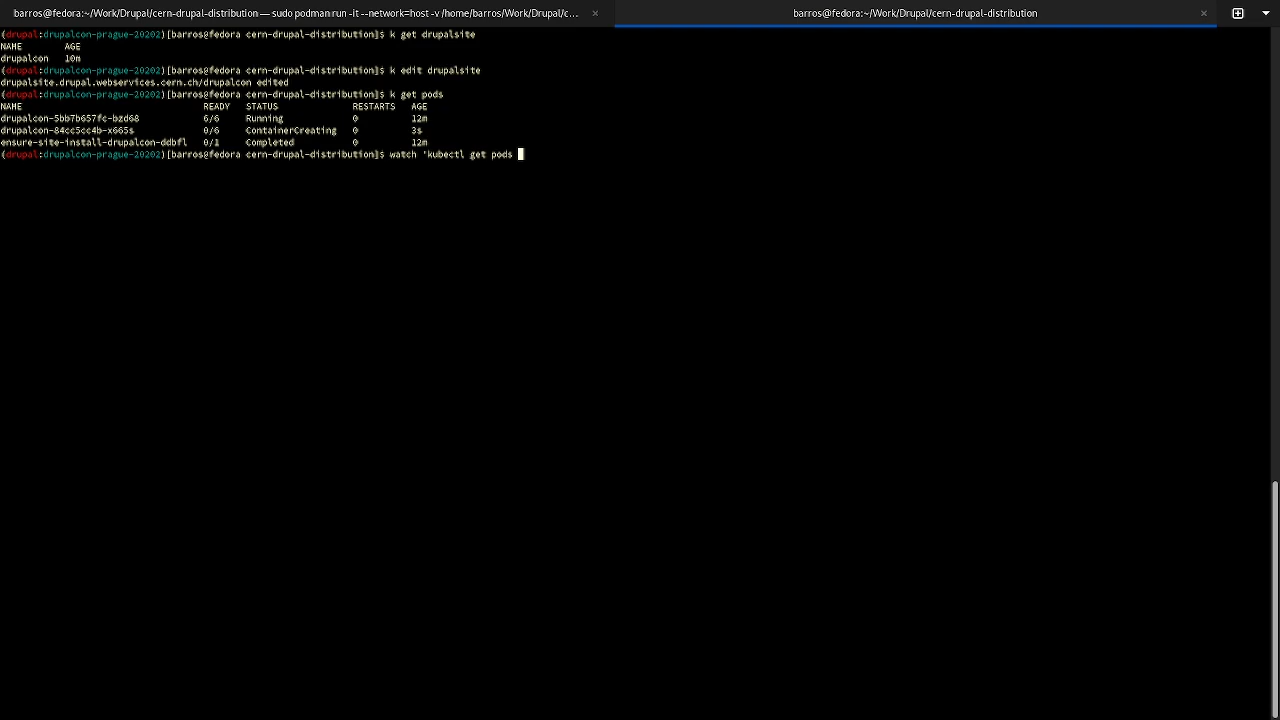 barros@fedora:~/Work/Drupal/cern-drupal-distribution — sudo podman run -it --network=host -v /home/barros/Work/Drupal/c...
barros@fedora:~/Work/Drupal/cern-drupal-distribution
(drupal:drupalcon-prague-20202)[barros@fedora cern-drupal-distribution]$ k get drupalsite
NAME        AGE
drupalcon   10m
(drupal:drupalcon-prague-20202)[barros@fedora cern-drupal-distribution]$ k edit drupalsite
drupalsite.drupal.webservices.cern.ch/drupalcon edited
(drupal:drupalcon-prague-20202)[barros@fedora cern-drupal-distribution]$ k get pods
NAME                                  READY   STATUS              RESTARTS   AGE
drupalcon-5bb7b657fc-bzd68            6/6     Running             0          12m
drupalcon-84cc5cc4b-x665s             0/6     ContainerCreating   0          3s
ensure-site-install-drupalcon-ddbfl   0/1     Completed           0          12m
(drupal:drupalcon-prague-20202)[barros@fedora cern-drupal-distribution]$ watch 'kubectl get pods